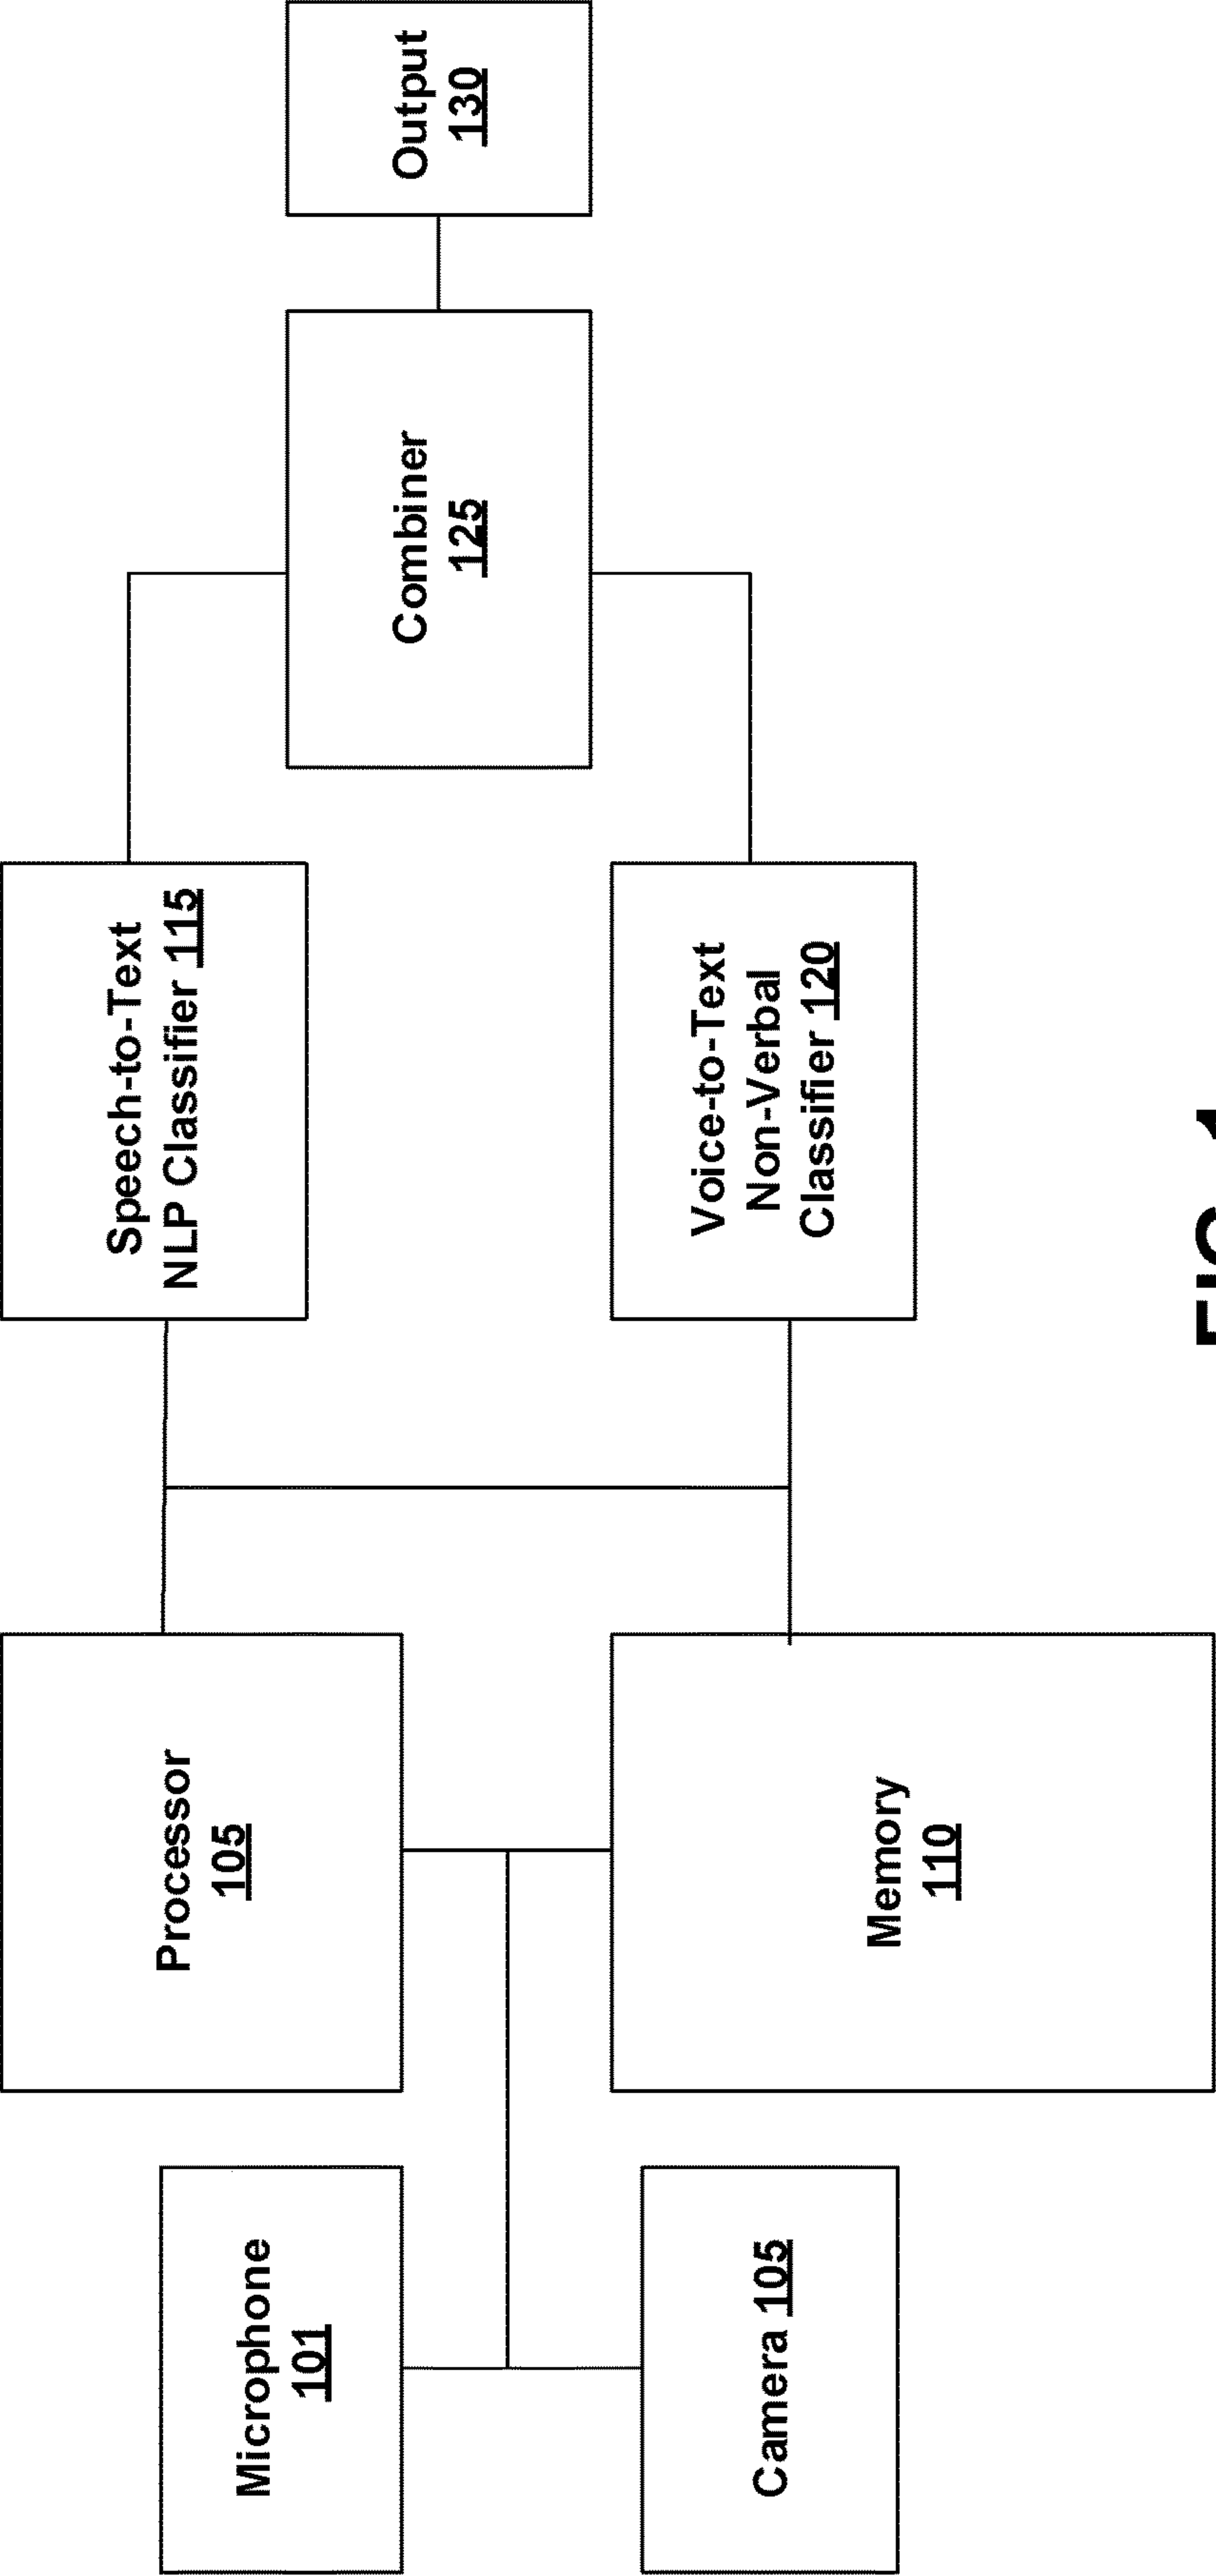 Microphone
101
Camera 105
Processor
105
Memory
110
Speech-to-Text
NLP Classifier 115
Voice-to-Text
Non-Verbal
Classifier 120
Combiner
125
Output
130